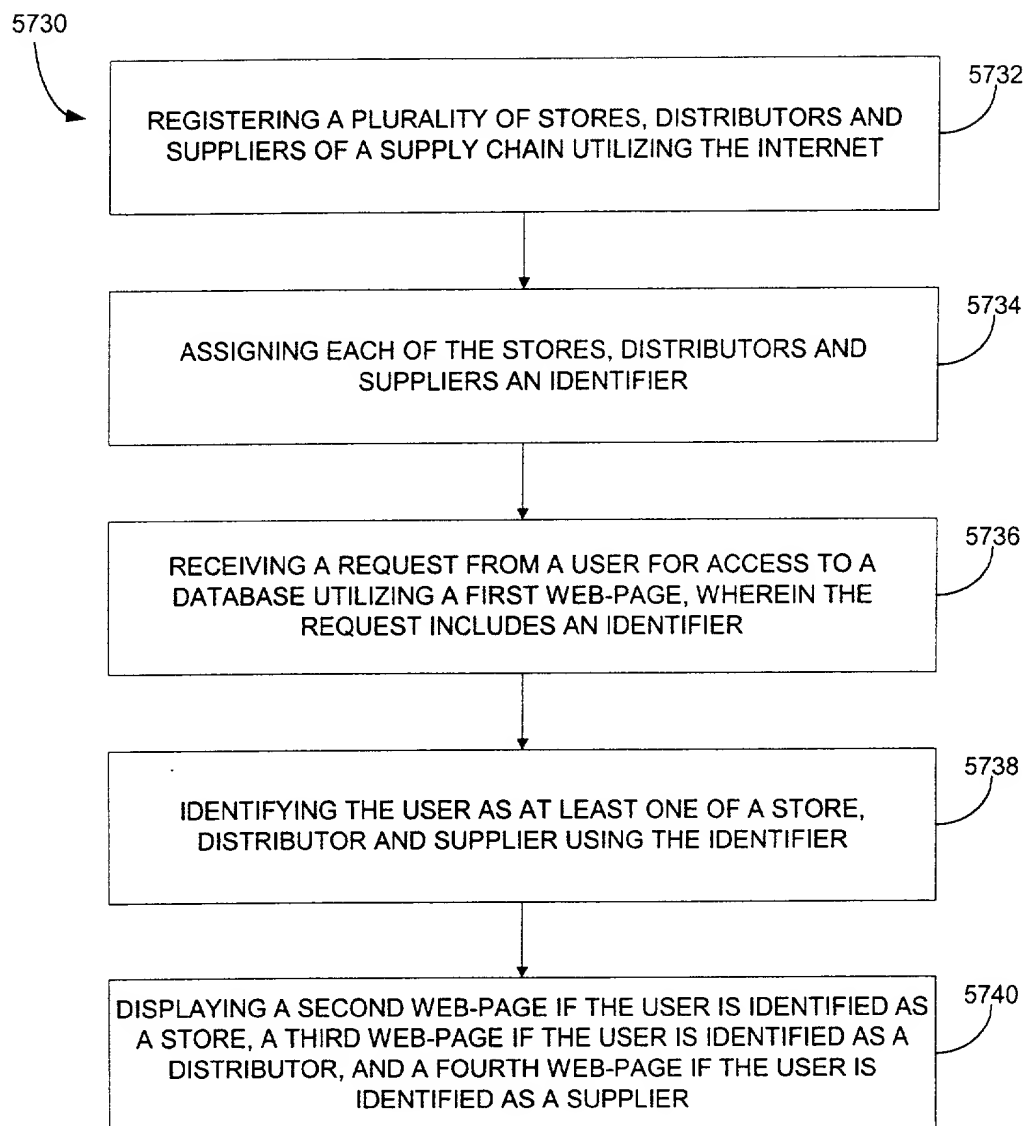 5730
5732
REGISTERING A PLURALITY OF STORES, DISTRIBUTORS AND
SUPPLIERS OF A SUPPLY CHAIN UTILIZING THE INTERNET
5734
ASSIGNING EACH OF THE STORES, DISTRIBUTORS AND
SUPPLIERS AN IDENTIFIER
5736
RECEIVING A REQUEST FROM A USER FOR ACCESS TO A
DATABASE UTILIZING A FIRST WEB-PAGE, WHEREIN THE
REQUEST INCLUDES AN IDENTIFIER
5738
IDENTIFYING THE USER AS AT LEAST ONE OF A STORE,
DISTRIBUTOR AND SUPPLIER USING THE IDENTIFIER
5740
DISPLAYING A SECOND WEB-PAGE IF THE USER IS IDENTIFIED AS
A STORE, A THIRD WEB-PAGE IF THE USER IS IDENTIFIED AS A
DISTRIBUTOR, AND A FOURTH WEB-PAGE IF THE USER IS
IDENTIFIED AS A SUPPLIER